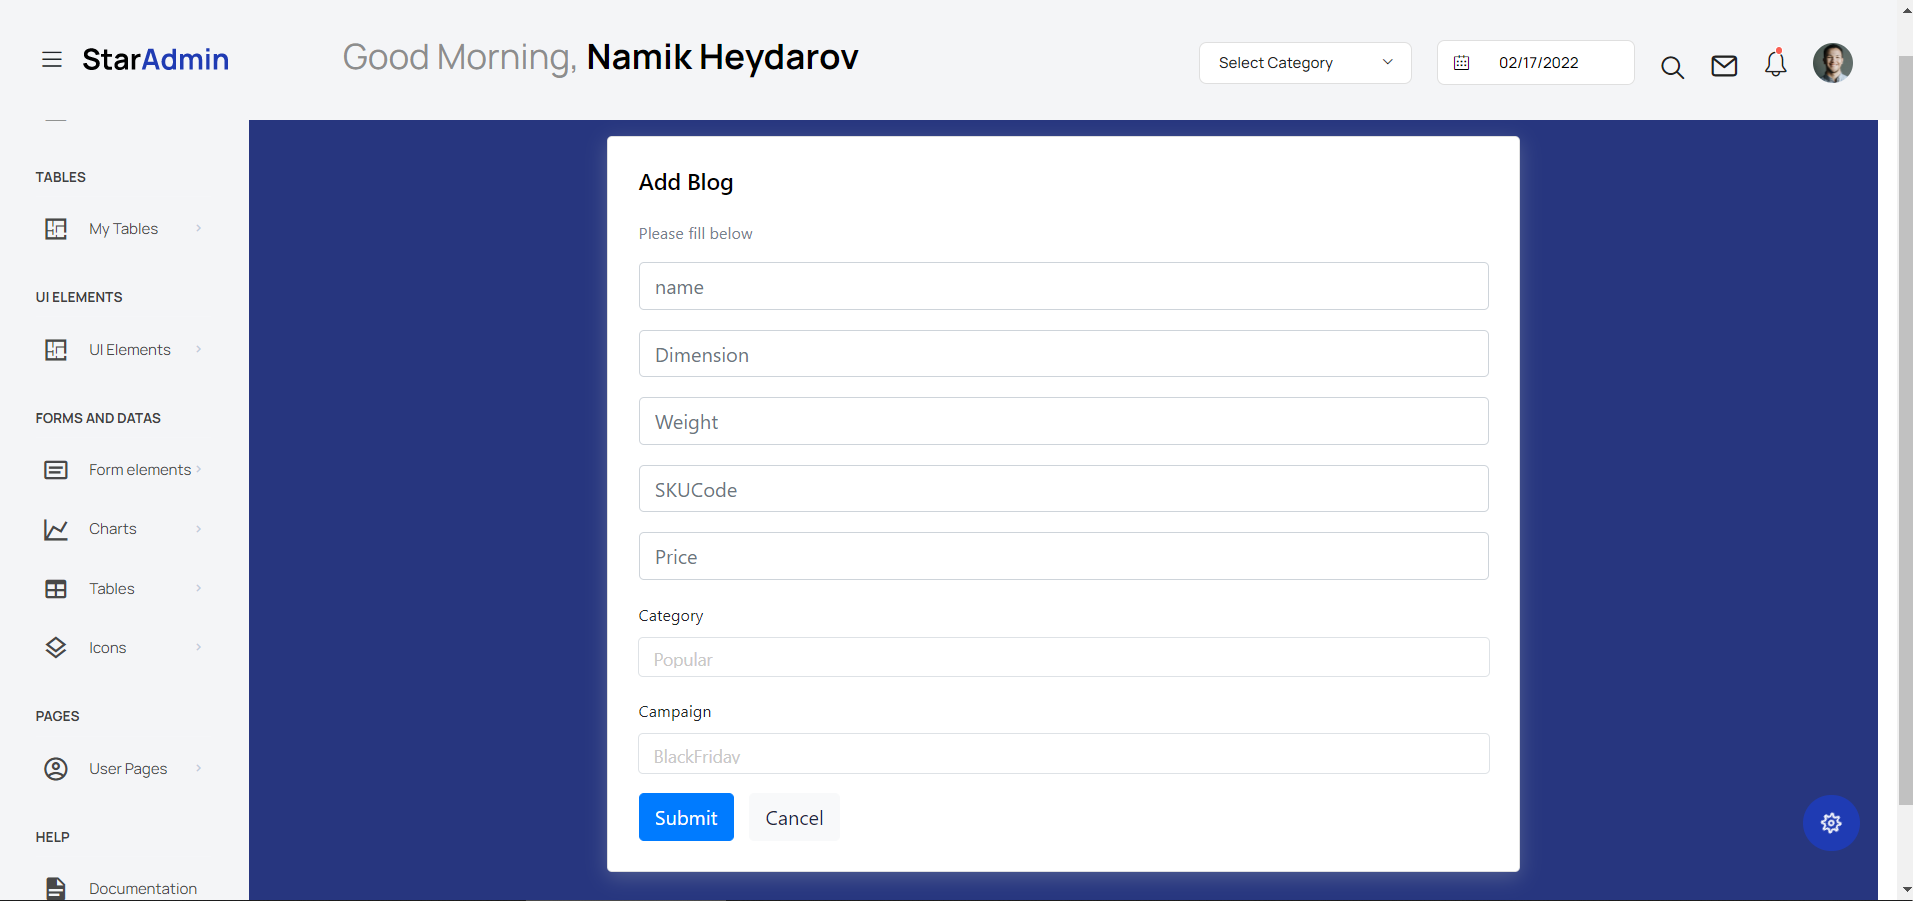 StarAdmin
Good Morning, Namik Heydarov
Select Category
02/17/2022
TABLES
My Tables
UI ELEMENTS
UI Elements
FORMS AND DATAS
Form elements
Charts
Tables
Icons
PAGES
User Pages
HELP
Documentation
Add Blog
Please fill below
name
Dimension
Weight
SKUCode
Price
Category
Popular
Campaign
BlackFriday
Submit
Cancel